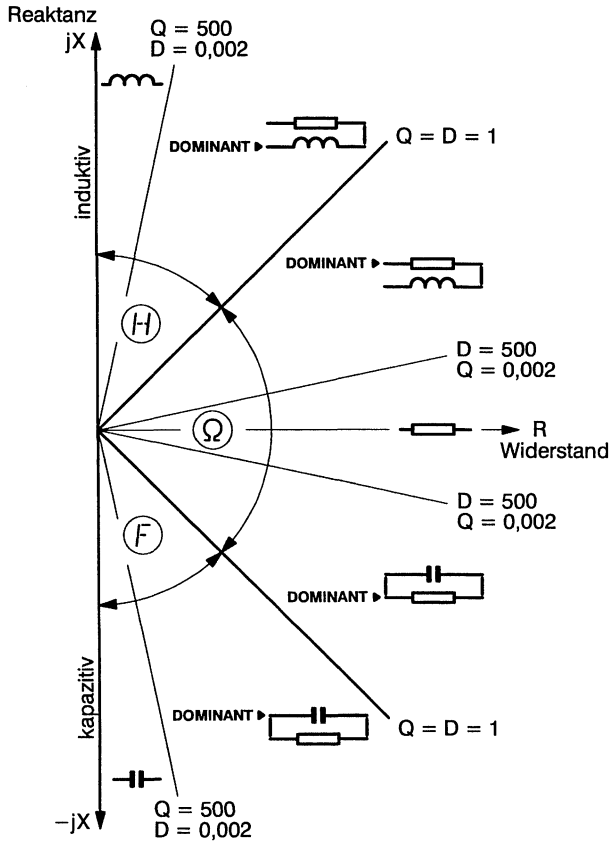 Reaktanz
jX
Q = 500
D = 0,002
induktiv
DOMINANT
Q = D = 1
DOMINANT
H
D = 500
Q = 0,002
Ω
R
Widerstand
D = 500
Q = 0,002
F
DOMINANT
kapazitiv
DOMINANT
Q = D = 1
Q = 500
D = 0,002
−jX